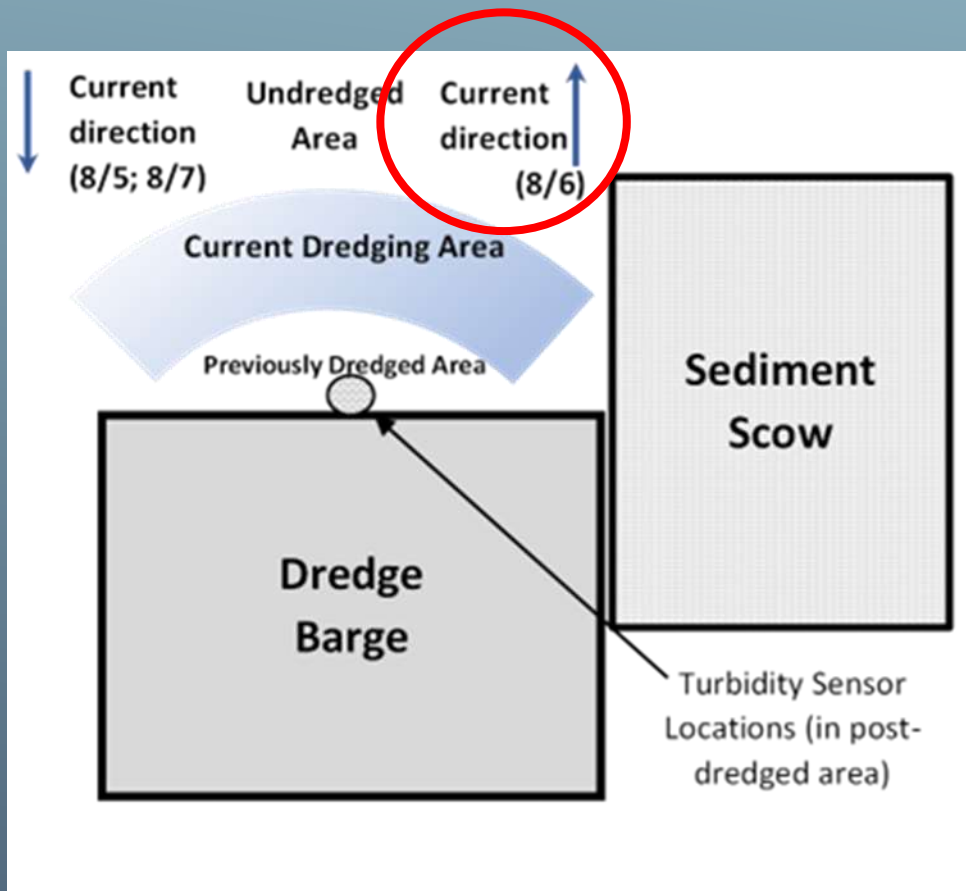 Current
direction
(8/5; 8/7)
Undredged
Area
Current
direction
(8/6)
Current Dredging Area
Previously Dredged Area
Sediment
Scow
Dredge
Barge
Turbidity Sensor
Locations (in post-
dredged area)